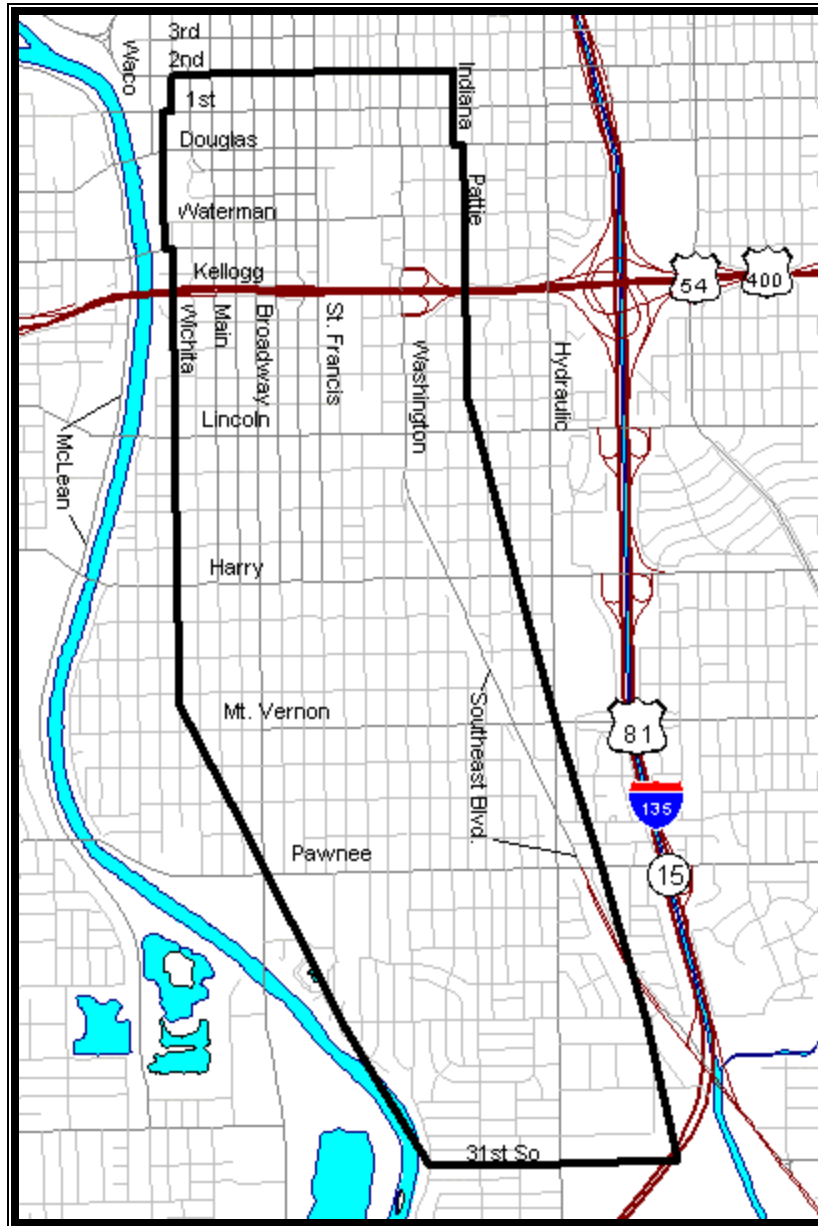 3rd
2nd
Waco
Indiana
1st
Douglas
Pattie
Waterman
Kellogg
54
400
Wichita
Main
Broadway
St. Francis
Washington
Hydraulic
Lincoln
McLean
Harry
Southeast Blvd.
Mt. Vernon
81
135
Pawnee
15
31st So